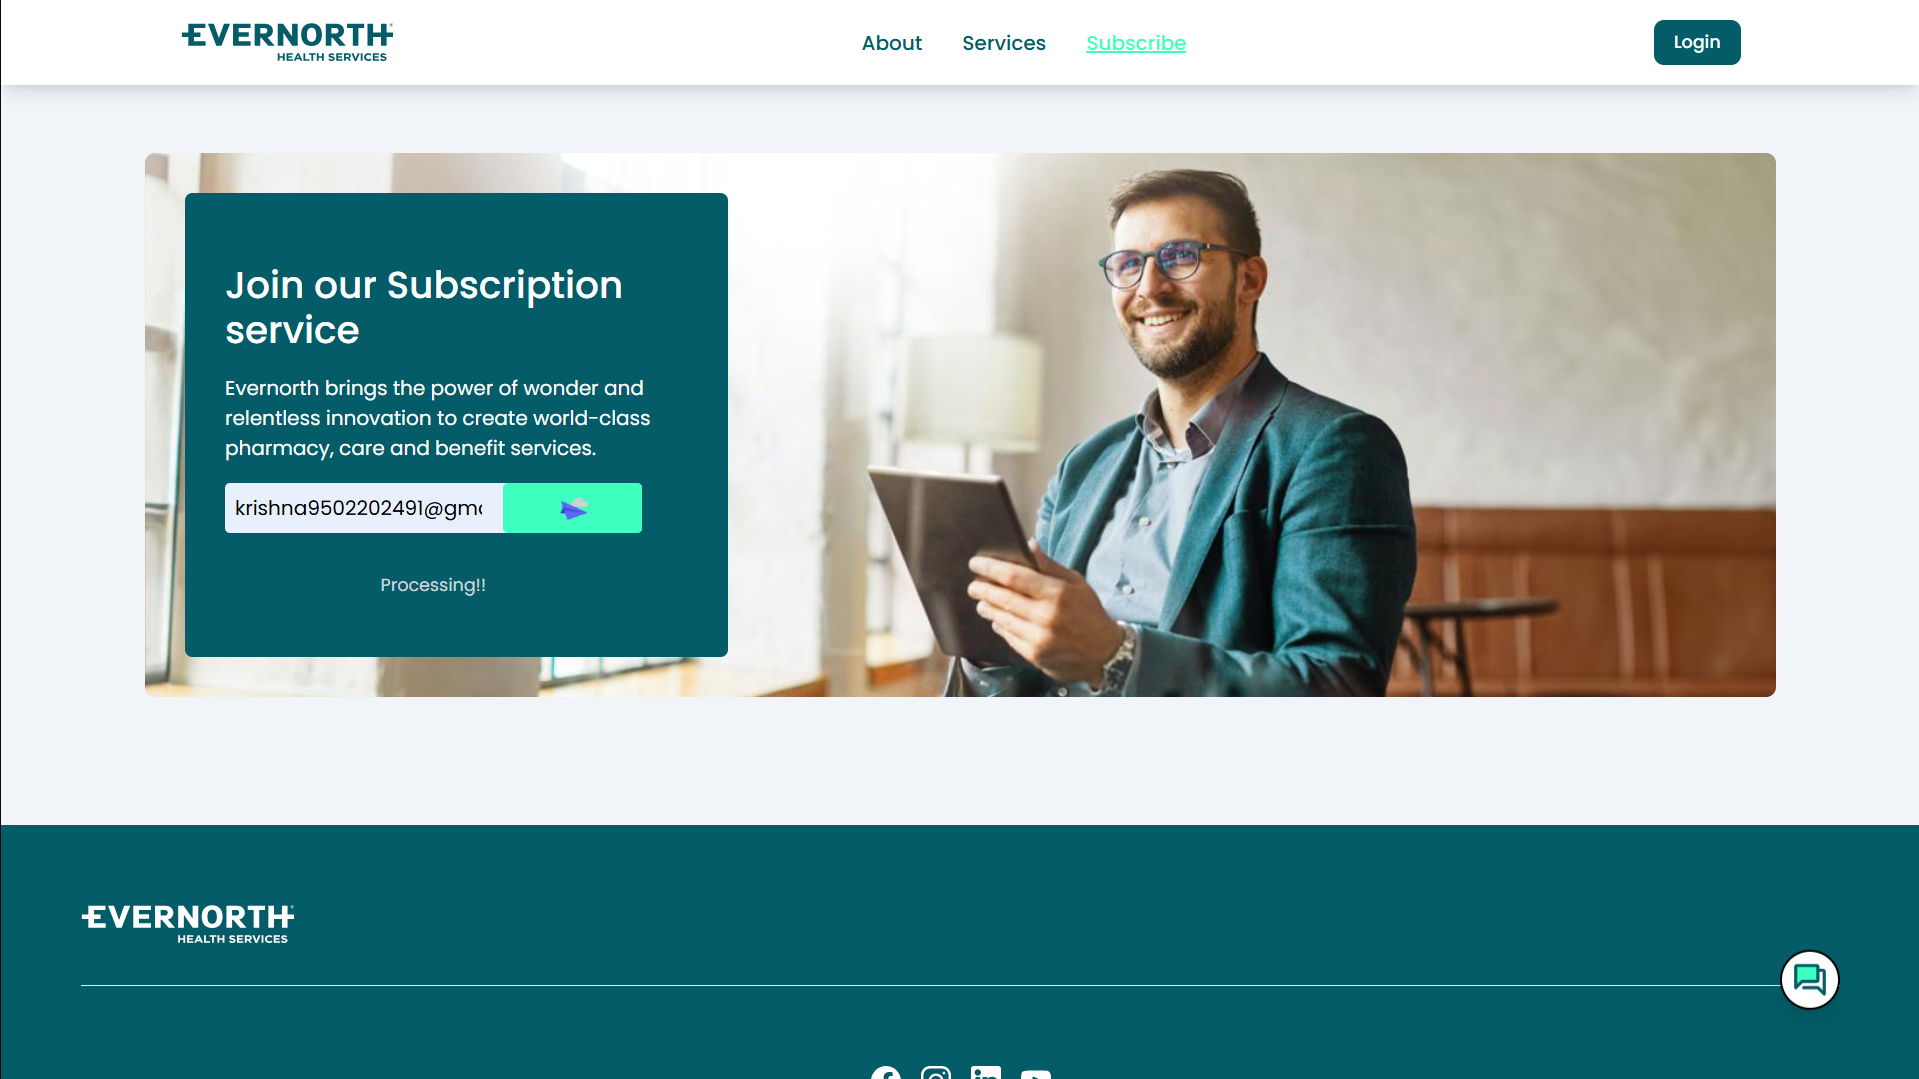 EVERNORTH
HEALTH SERVICES
About
Services
Subscribe
Login
Join our Subscription
service
Evernorth brings the power of wonder and
relentless innovation to create world-class
pharmacy, care and benefit services.
krishna9502202491@gm
Processing!!
EVERNORTH
HEALTH SERVICES